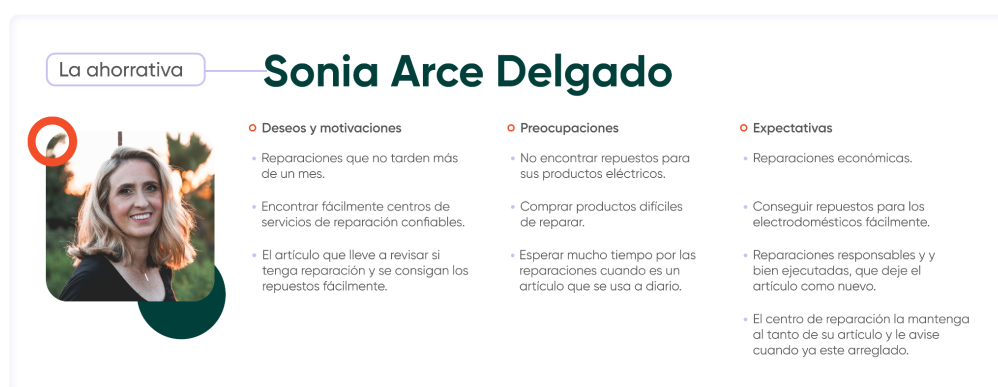 La ahorrativa
Sonia Arce Delgado
Deseos y motivaciones
Reparaciones que no tarden más
de un mes.
Encontrar fácilmente centros de
servicios de reparación confiables.
El artículo que lleve a revisar si
tenga reparación y se consigan los
repuestos fácilmente.
Preocupaciones
No encontrar repuestos para
sus productos eléctricos.
Comprar productos difíciles
de reparar.
Esperar mucho tiempo por las
reparaciones cuando es un
artículo que se usa a diario.
Expectativas
Reparaciones económicas.
Conseguir repuestos para los
electrodomésticos fácilmente.
Reparaciones responsables y y
bien ejecutadas, que deje el
artículo como nuevo.
El centro de reparación la mantenga
al tanto de su artículo y le avise
cuando ya este arreglado.